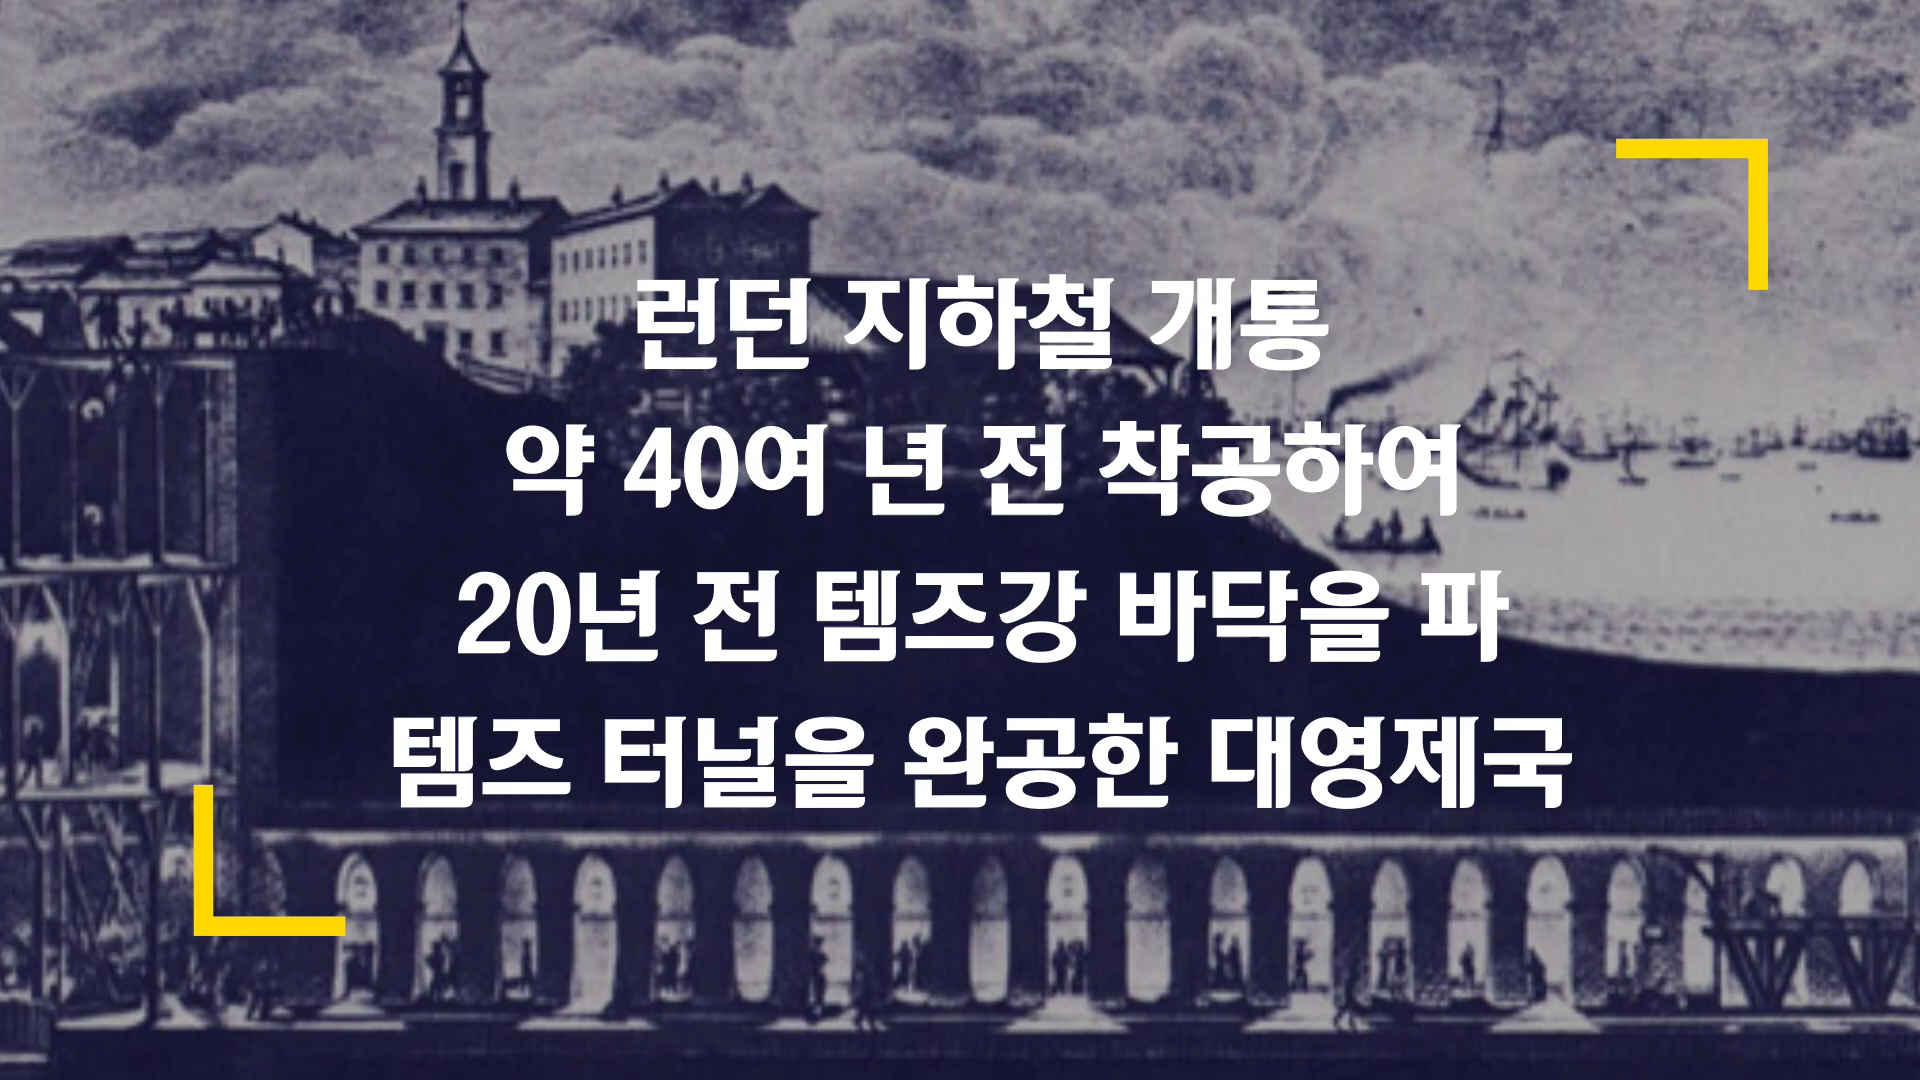 런던 지하철 개통
약 40여 년 전 착공하여
20년 전 템즈강 바닥을 파
템즈 터널을 완공한 대영제국